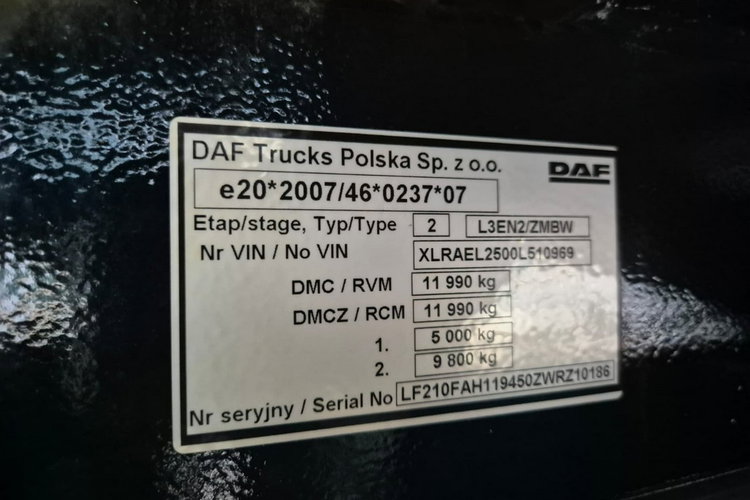 DAF Trucks Polska Sp. z o.o.
DAF
e20*2007/46*0237*07
Etap/stage, Typ/Type 2 L3EN2/ZMBW
Nr VIN / No VIN XLRAEL2500L510969
DMC / RVM 11 990 kg
DMCZ / RCM 11 990 kg
1. 5 000 kg
2. 9 800 kg
Nr seryjny / Serial No LF210FAH119450ZWRZ10186